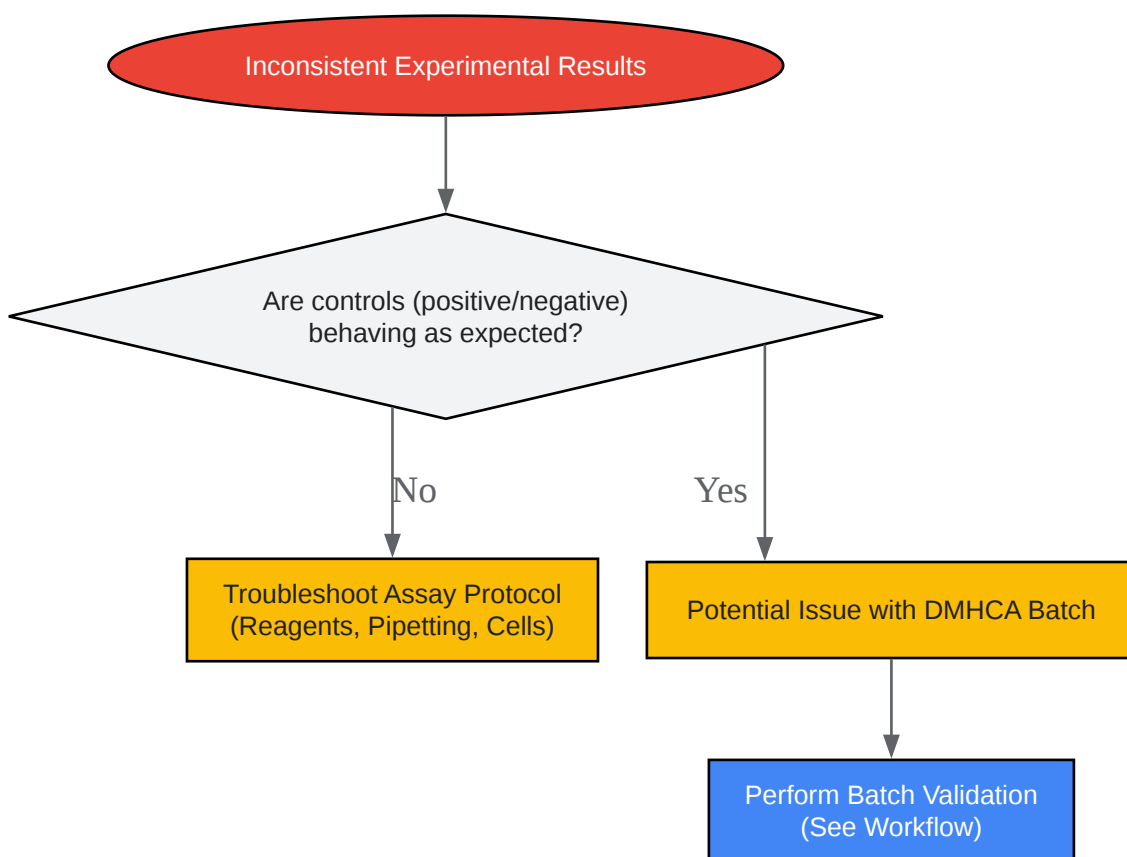 Inconsistent Experimental Results
Are controls (positive/negative)
behaving as expected?
No
Yes
Troubleshoot Assay Protocol
(Reagents, Pipetting, Cells)
Potential Issue with DMHCA Batch
Perform Batch Validation
(See Workflow)